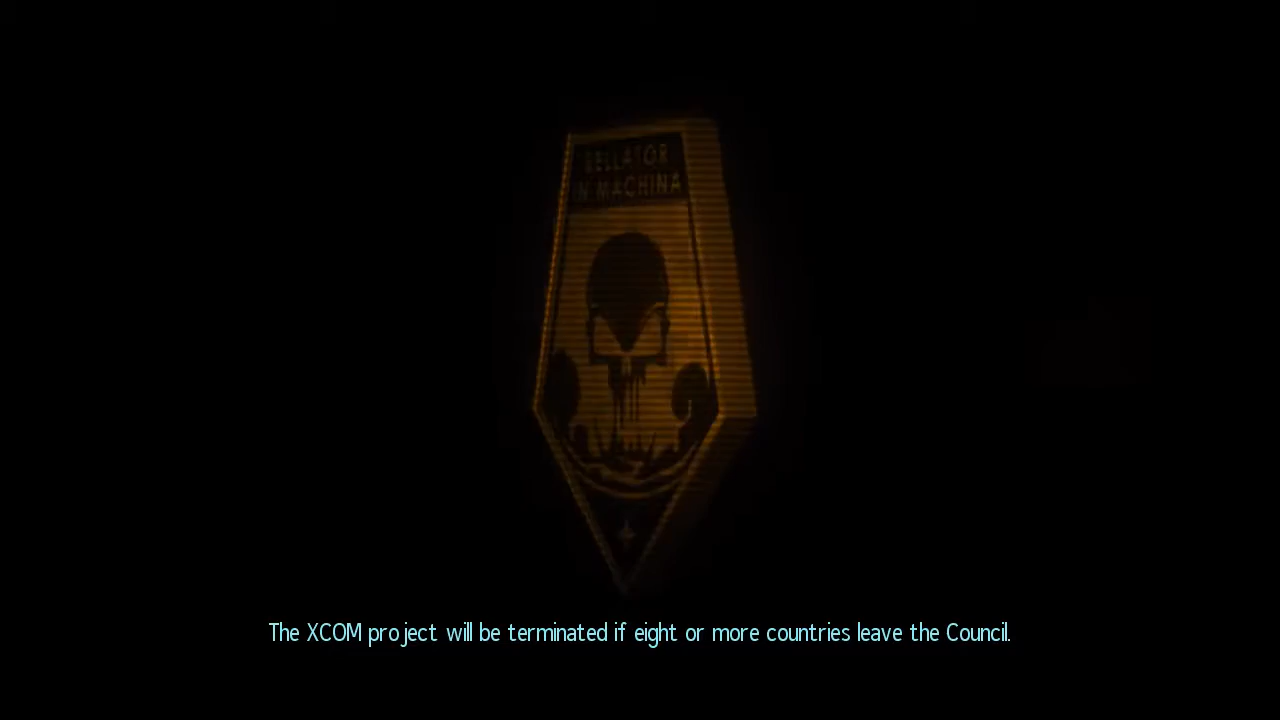 BELLATOR
IN MACHINA
The XCOM project will be terminated if eight or more countries leave the Council.